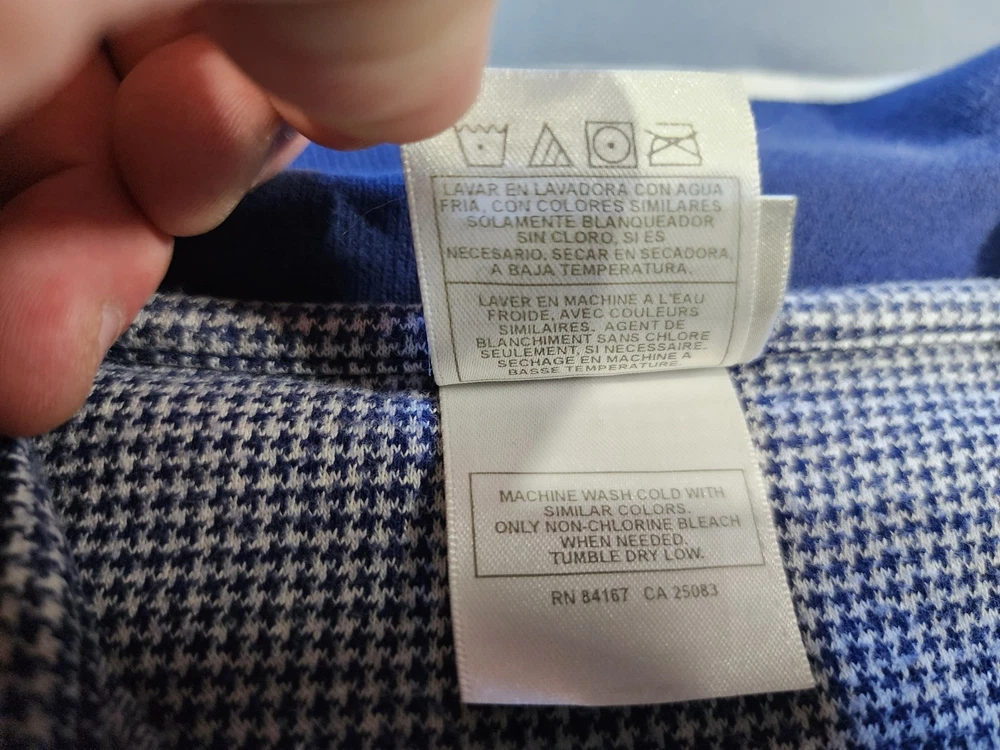 LAVAR EN LAVADORA CON AGUA
FRIA, CON COLORES SIMILARES
SOLAMENTE BLANQUEADOR
SIN CLORO, SI ES
NECESARIO. SECAR EN SECADORA,
A BAJA TEMPERATURA.
LAVER EN MACHINE A L'EAU
FROIDE, AVEC COULEURS
SIMILAIRES. AGENT DE
BLANCHIMENT SANS CHLORE
SEULEMENT, SI NECESSAIRE.
SECHAGE EN MACHINE A
BASSE TEMPERATURE.
MACHINE WASH COLD WITH
SIMILAR COLORS.
ONLY NON-CHLORINE BLEACH
WHEN NEEDED.
TUMBLE DRY LOW.
RN 84167 CA 25083